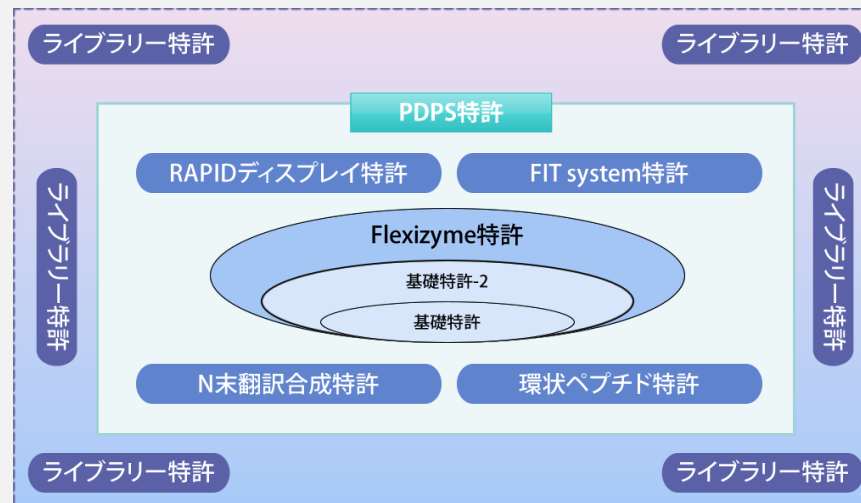 ライブラリー特許
ライブラリー特許
PDPS特許
RAPIDディスプレイ特許
FIT system特許
ライブラリー特許
ライブラリー特許
Flexizyme特許
基礎特許-2
基礎特許
N末翻訳合成特許
環状ペプチド特許
ライブラリー特許
ライブラリー特許